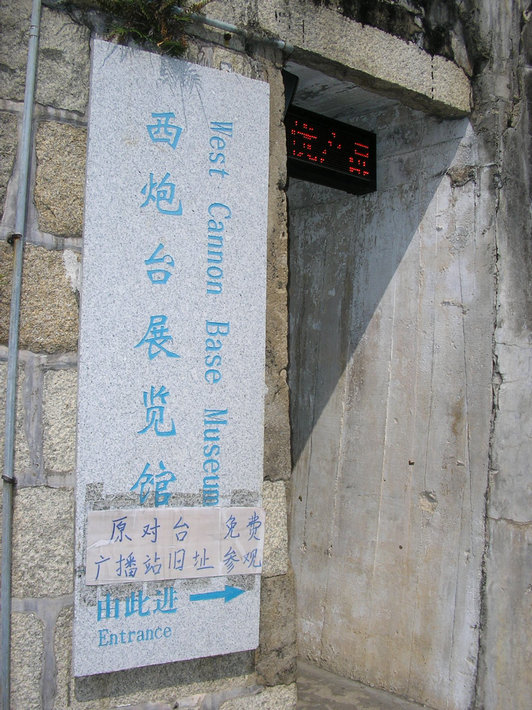 西炮台展览馆
West Cannon Base Museum
原对台 免费
广播站旧址 参观
由此进
Entrance